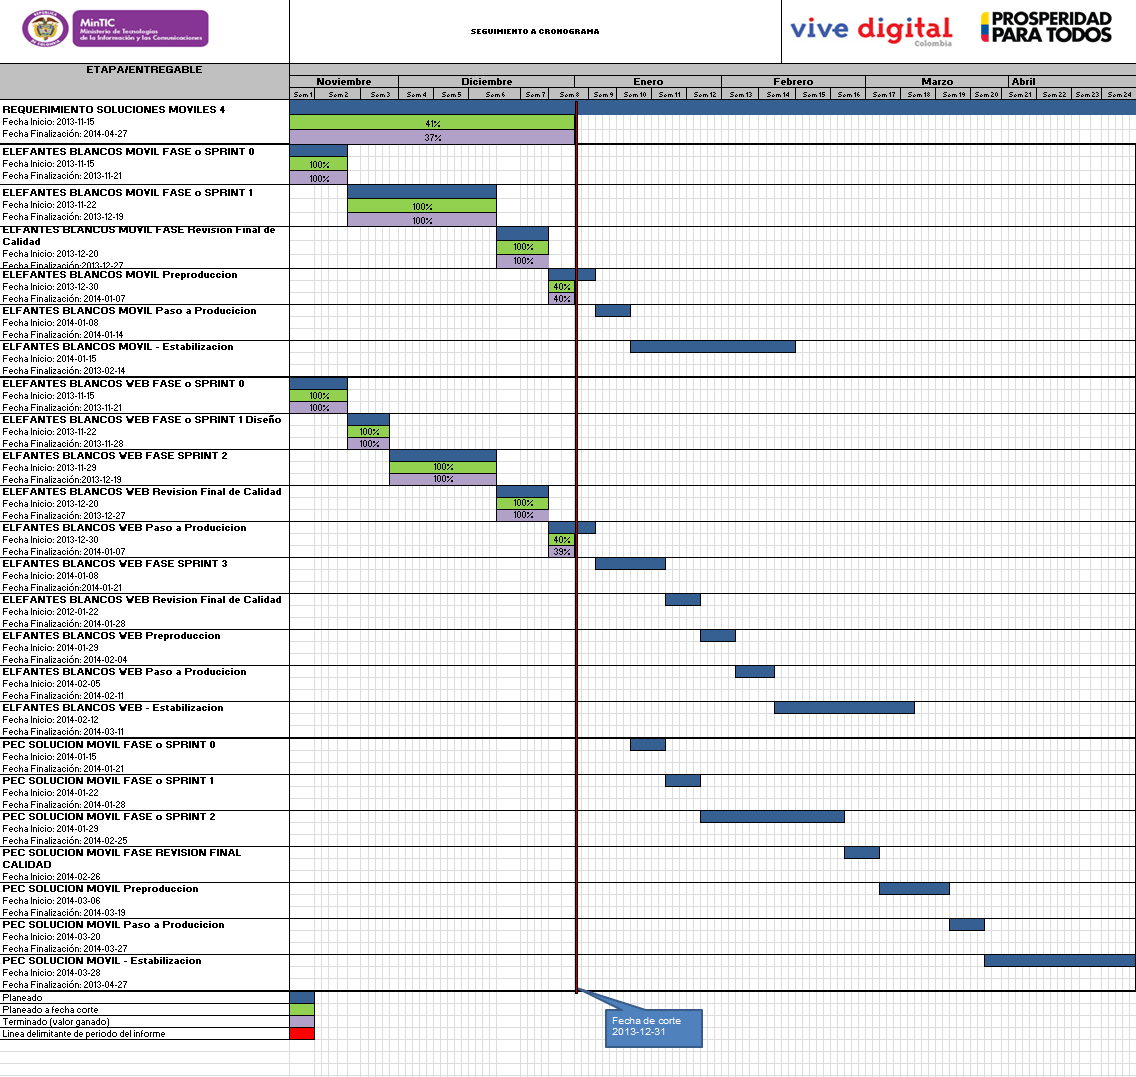 MinTIC
Ministerio de Tecnologías
de la Información y las Comunicaciones
SEGUIMIENTO A CRONOGRAMA
vive digital
Colombia
PROSPERIDAD
PARA TODOS
ETAPA/ENTREGABLE
Noviembre Diciembre Enero Febrero Marzo Abril
Sem 1 Sem 2 Sem 3 Sem 4 Sem 5 Sem 6 Sem 7 Sem 8 Sem 9 Sem 10 Sem 11 Sem 12 Sem 13 Sem 14 Sem 15 Sem 16 Sem 17 Sem 18 Sem 19 Sem 20 Sem 21 Sem 22 Sem 23 Sem 24
REQUERIMIENTO SOLUCIONES MOVILES 4
Fecha Inicio: 2013-11-15
Fecha Finalización: 2014-04-27
41%
37%
ELEFANTES BLANCOS MOVIL FASE o SPRINT 0
Fecha Inicio: 2013-11-15
Fecha Finalización: 2013-11-21
100%
100%
ELEFANTES BLANCOS MOVIL FASE o SPRINT 1
Fecha Inicio: 2013-11-22
Fecha Finalización: 2013-12-19
100%
100%
ELFANTES BLANCOS MOVIL FASE Revision Final de
Calidad
Fecha Inicio: 2013-12-20
Fecha Finalización:2013-12-27
100%
100%
ELEFANTES BLANCOS MOVIL Preproduccion
Fecha Inicio: 2013-12-30
Fecha Finalización: 2014-01-07
40%
40%
ELFANTES BLANCOS MOVIL Paso a Producicion
Fecha Inicio: 2014-01-08
Fecha Finalización: 2014-01-14
ELFANTES BLANCOS MOVIL - Estabilizacion
Fecha Inicio: 2014-01-15
Fecha Finalización: 2013-02-14
ELEFANTES BLANCOS WEB FASE o SPRINT 0
Fecha Inicio: 2013-11-15
Fecha Finalización: 2013-11-21
100%
100%
ELEFANTES BLANCOS WEB FASE o SPRINT 1 Diseño
Fecha Inicio: 2013-11-22
Fecha Finalización: 2013-11-28
100%
100%
ELFANTES BLANCOS WEB FASE SPRINT 2
Fecha Inicio: 2013-11-29
Fecha Finalización:2013-12-19
100%
100%
ELEFANTES BLANCOS WEB Revision Final de Calidad
Fecha Inicio: 2013-12-20
Fecha Finalización: 2013-12-27
100%
100%
ELFANTES BLANCOS WEB Paso a Producicion
Fecha Inicio: 2013-12-30
Fecha Finalización: 2014-01-07
40%
39%
ELFANTES BLANCOS WEB FASE SPRINT 3
Fecha Inicio: 2014-01-08
Fecha Finalización:2014-01-21
ELEFANTES BLANCOS WEB Revision Final de Calidad
Fecha Inicio: 2012-01-22
Fecha Finalización: 2014-01-28
ELFANTES BLANCOS WEB Preproduccion
Fecha Inicio: 2014-01-29
Fecha Finalización: 2014-02-04
ELFANTES BLANCOS WEB Paso a Producicion
Fecha Inicio: 2014-02-05
Fecha Finalización: 2014-02-11
ELFANTES BLANCOS WEB - Estabilizacion
Fecha Inicio: 2014-02-12
Fecha Finalización: 2014-03-11
PEC SOLUCION MOVIL FASE o SPRINT 0
Fecha Inicio: 2014-01-15
Fecha Finalización: 2014-01-21
PEC SOLUCION MOVIL FASE o SPRINT 1
Fecha Inicio: 2014-01-22
Fecha Finalización: 2014-01-28
PEC SOLUCION MOVIL FASE o SPRINT 2
Fecha Inicio: 2014-01-29
Fecha Finalización: 2014-02-25
PEC SOLUCION MOVIL FASE REVISION FINAL
CALIDAD
Fecha Inicio: 2014-02-26
PEC SOLUCION MOVIL Preproduccion
Fecha Inicio: 2014-03-06
Fecha Finalización: 2014-03-19
PEC SOLUCION MOVIL Paso a Producicion
Fecha Inicio: 2014-03-20
Fecha Finalización: 2014-03-27
PEC SOLUCION MOVIL - Estabilizacion
Fecha Inicio: 2014-03-28
Fecha Finalización: 2013-04-27
Planeado
Planeado a fecha corte
Terminado (valor ganado)
Linea delimitante de periodo del informe
Fecha de corte
2013-12-31